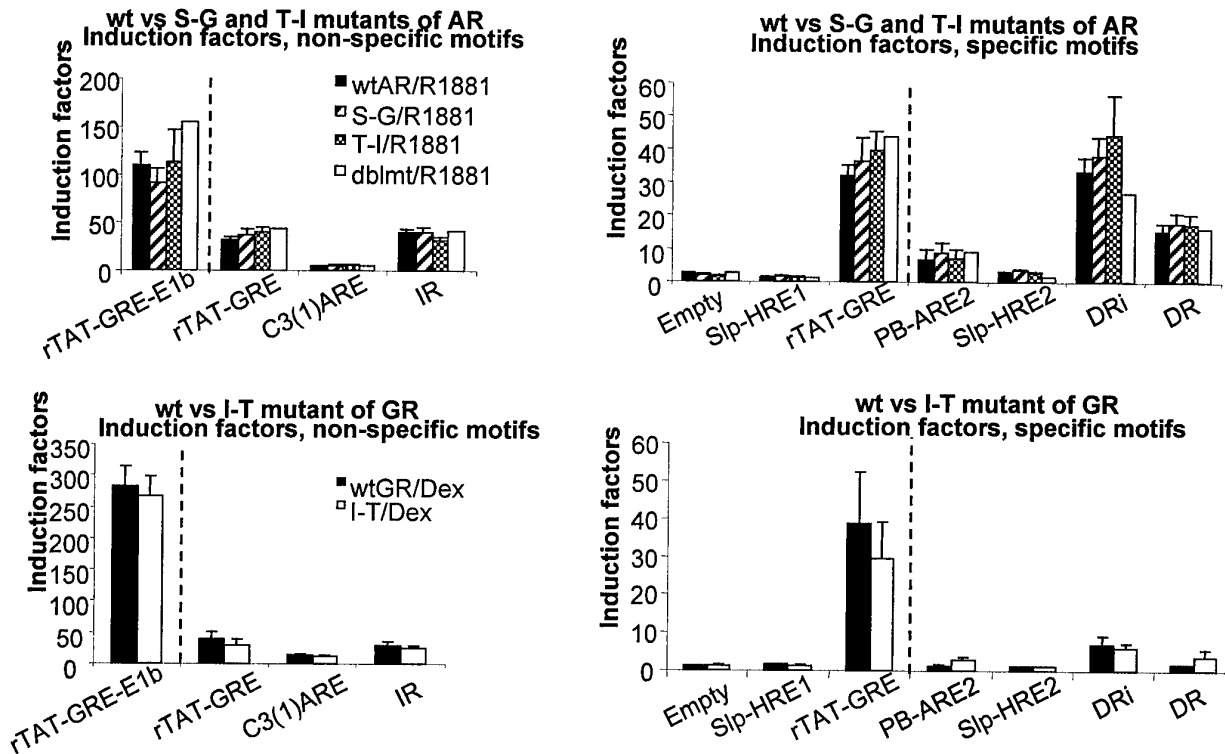 wt vs S-G and T-I mutants of AR
Induction factors, non-specific motifs
Induction factors
200
150
100
50
0
wtAR/R1881
S-G/R1881
T-I/R1881
dblmt/R1881
rTAT-GRE-E1b
rTAT-GRE
C3(1)ARE
IR
wt vs S-G and T-I mutants of AR
Induction factors, specific motifs
Induction factors
60
50
40
30
20
10
0
Empty
Slp-HRE1
rTAT-GRE
PB-ARE2
Slp-HRE2
DRi
DR
wt vs I-T mutant of GR
Induction factors, non-specific motifs
Induction factors
350
300
250
200
150
100
50
0
wtGR/Dex
I-T/Dex
rTAT-GRE-E1b
rTAT-GRE
C3(1)ARE
IR
wt vs I-T mutant of GR
Induction factors, specific motifs
Induction factors
60
50
40
30
20
10
0
Empty
Slp-HRE1
rTAT-GRE
PB-ARE2
Slp-HRE2
DRi
DR